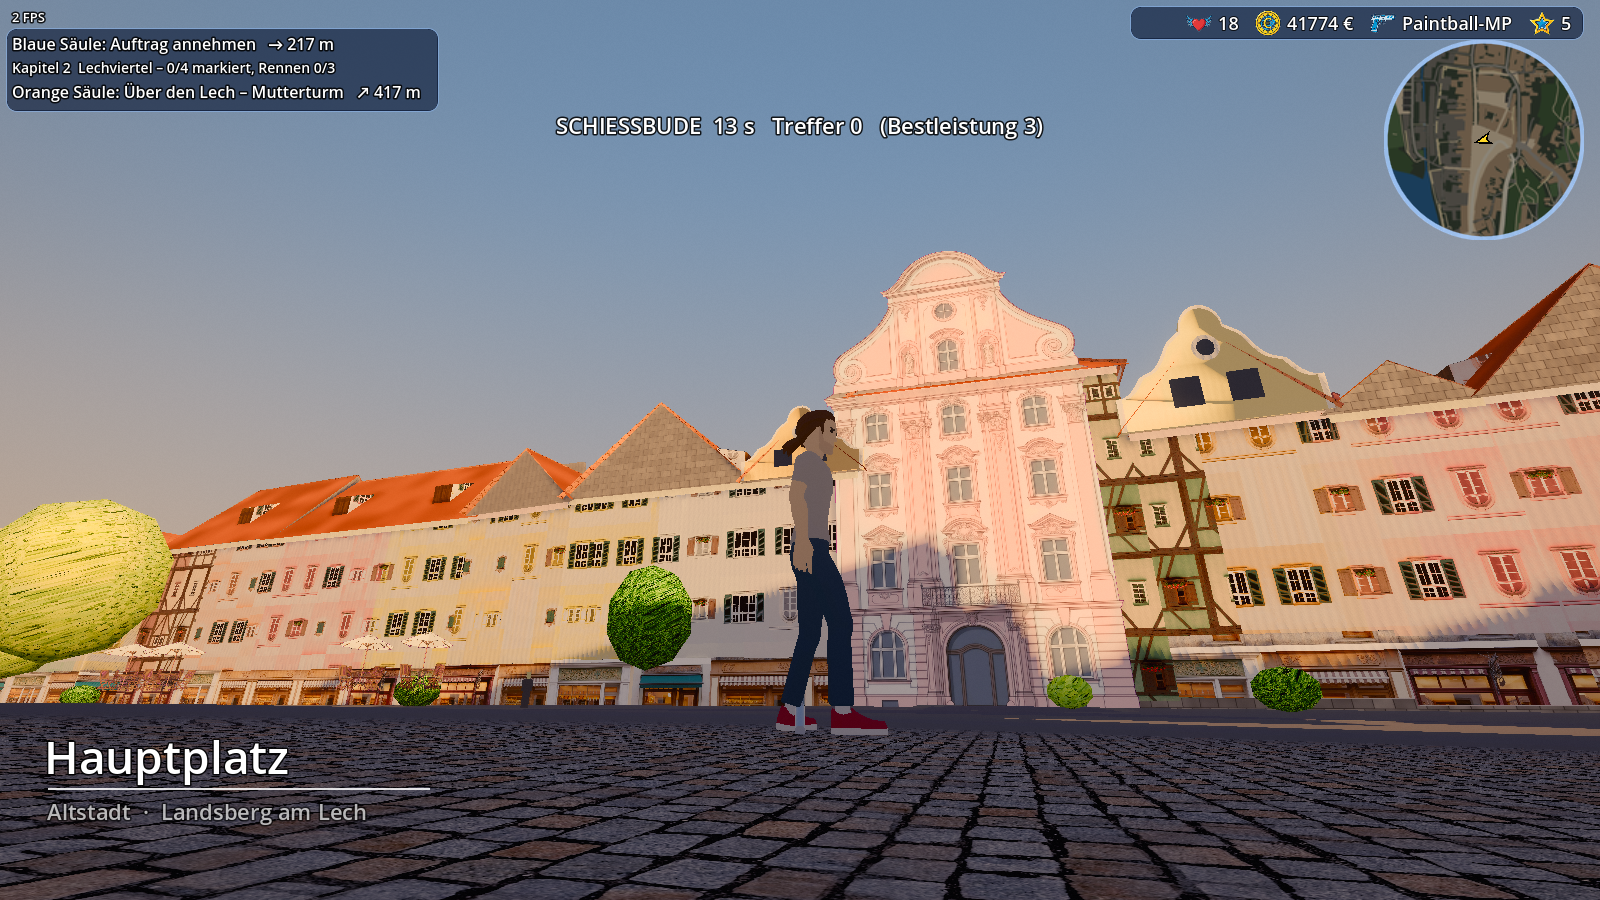 2 FPS
Blaue Säule: Auftrag annehmen → 217 m
Kapitel 2 Lechviertel – 0/4 markiert, Rennen 0/3
Orange Säule: Über den Lech – Mutterturm ↗ 417 m
18 41774 € Paintball-MP 5
SCHIESSBUDE 13 s Treffer 0 (Bestleistung 3)
Hauptplatz
Altstadt · Landsberg am Lech